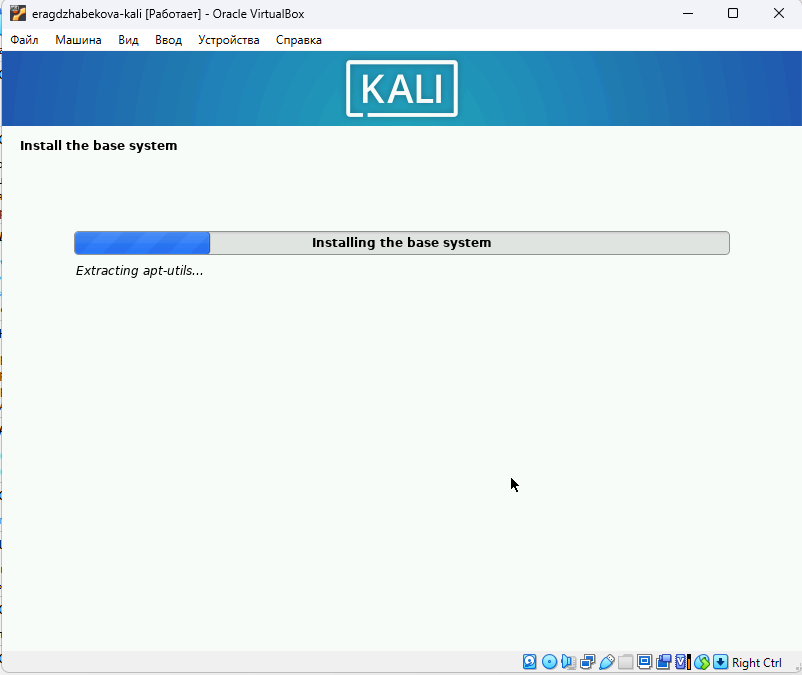 eragdzhabekova-kali [Работает] - Oracle VirtualBox
Файл Машина Вид Ввод Устройства Справка
KALI
Install the base system
Installing the base system
Extracting apt-utils...
Right Ctrl